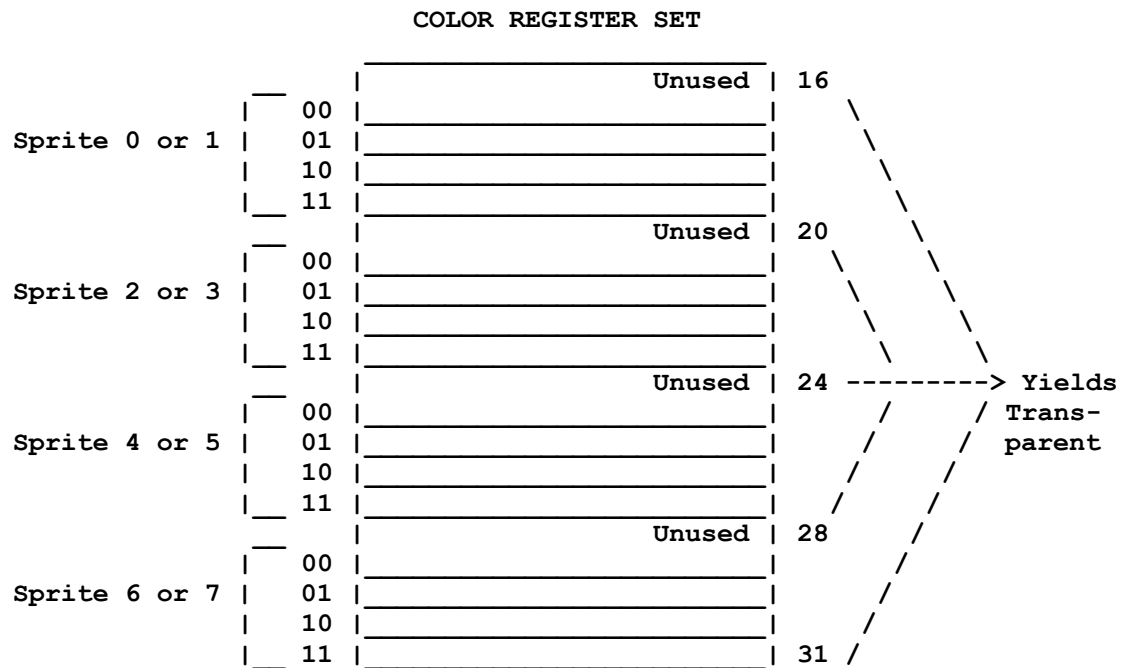 COLOR REGISTER SET
Unused 16
00
Sprite 0 or 1 01
10
11
Unused 20
00
Sprite 2 or 3 01
10
11
Unused 24 ----------> Yields
00 Trans-
Sprite 4 or 5 01 parent
10
11
Unused 28
00
Sprite 6 or 7 01
10
11 31